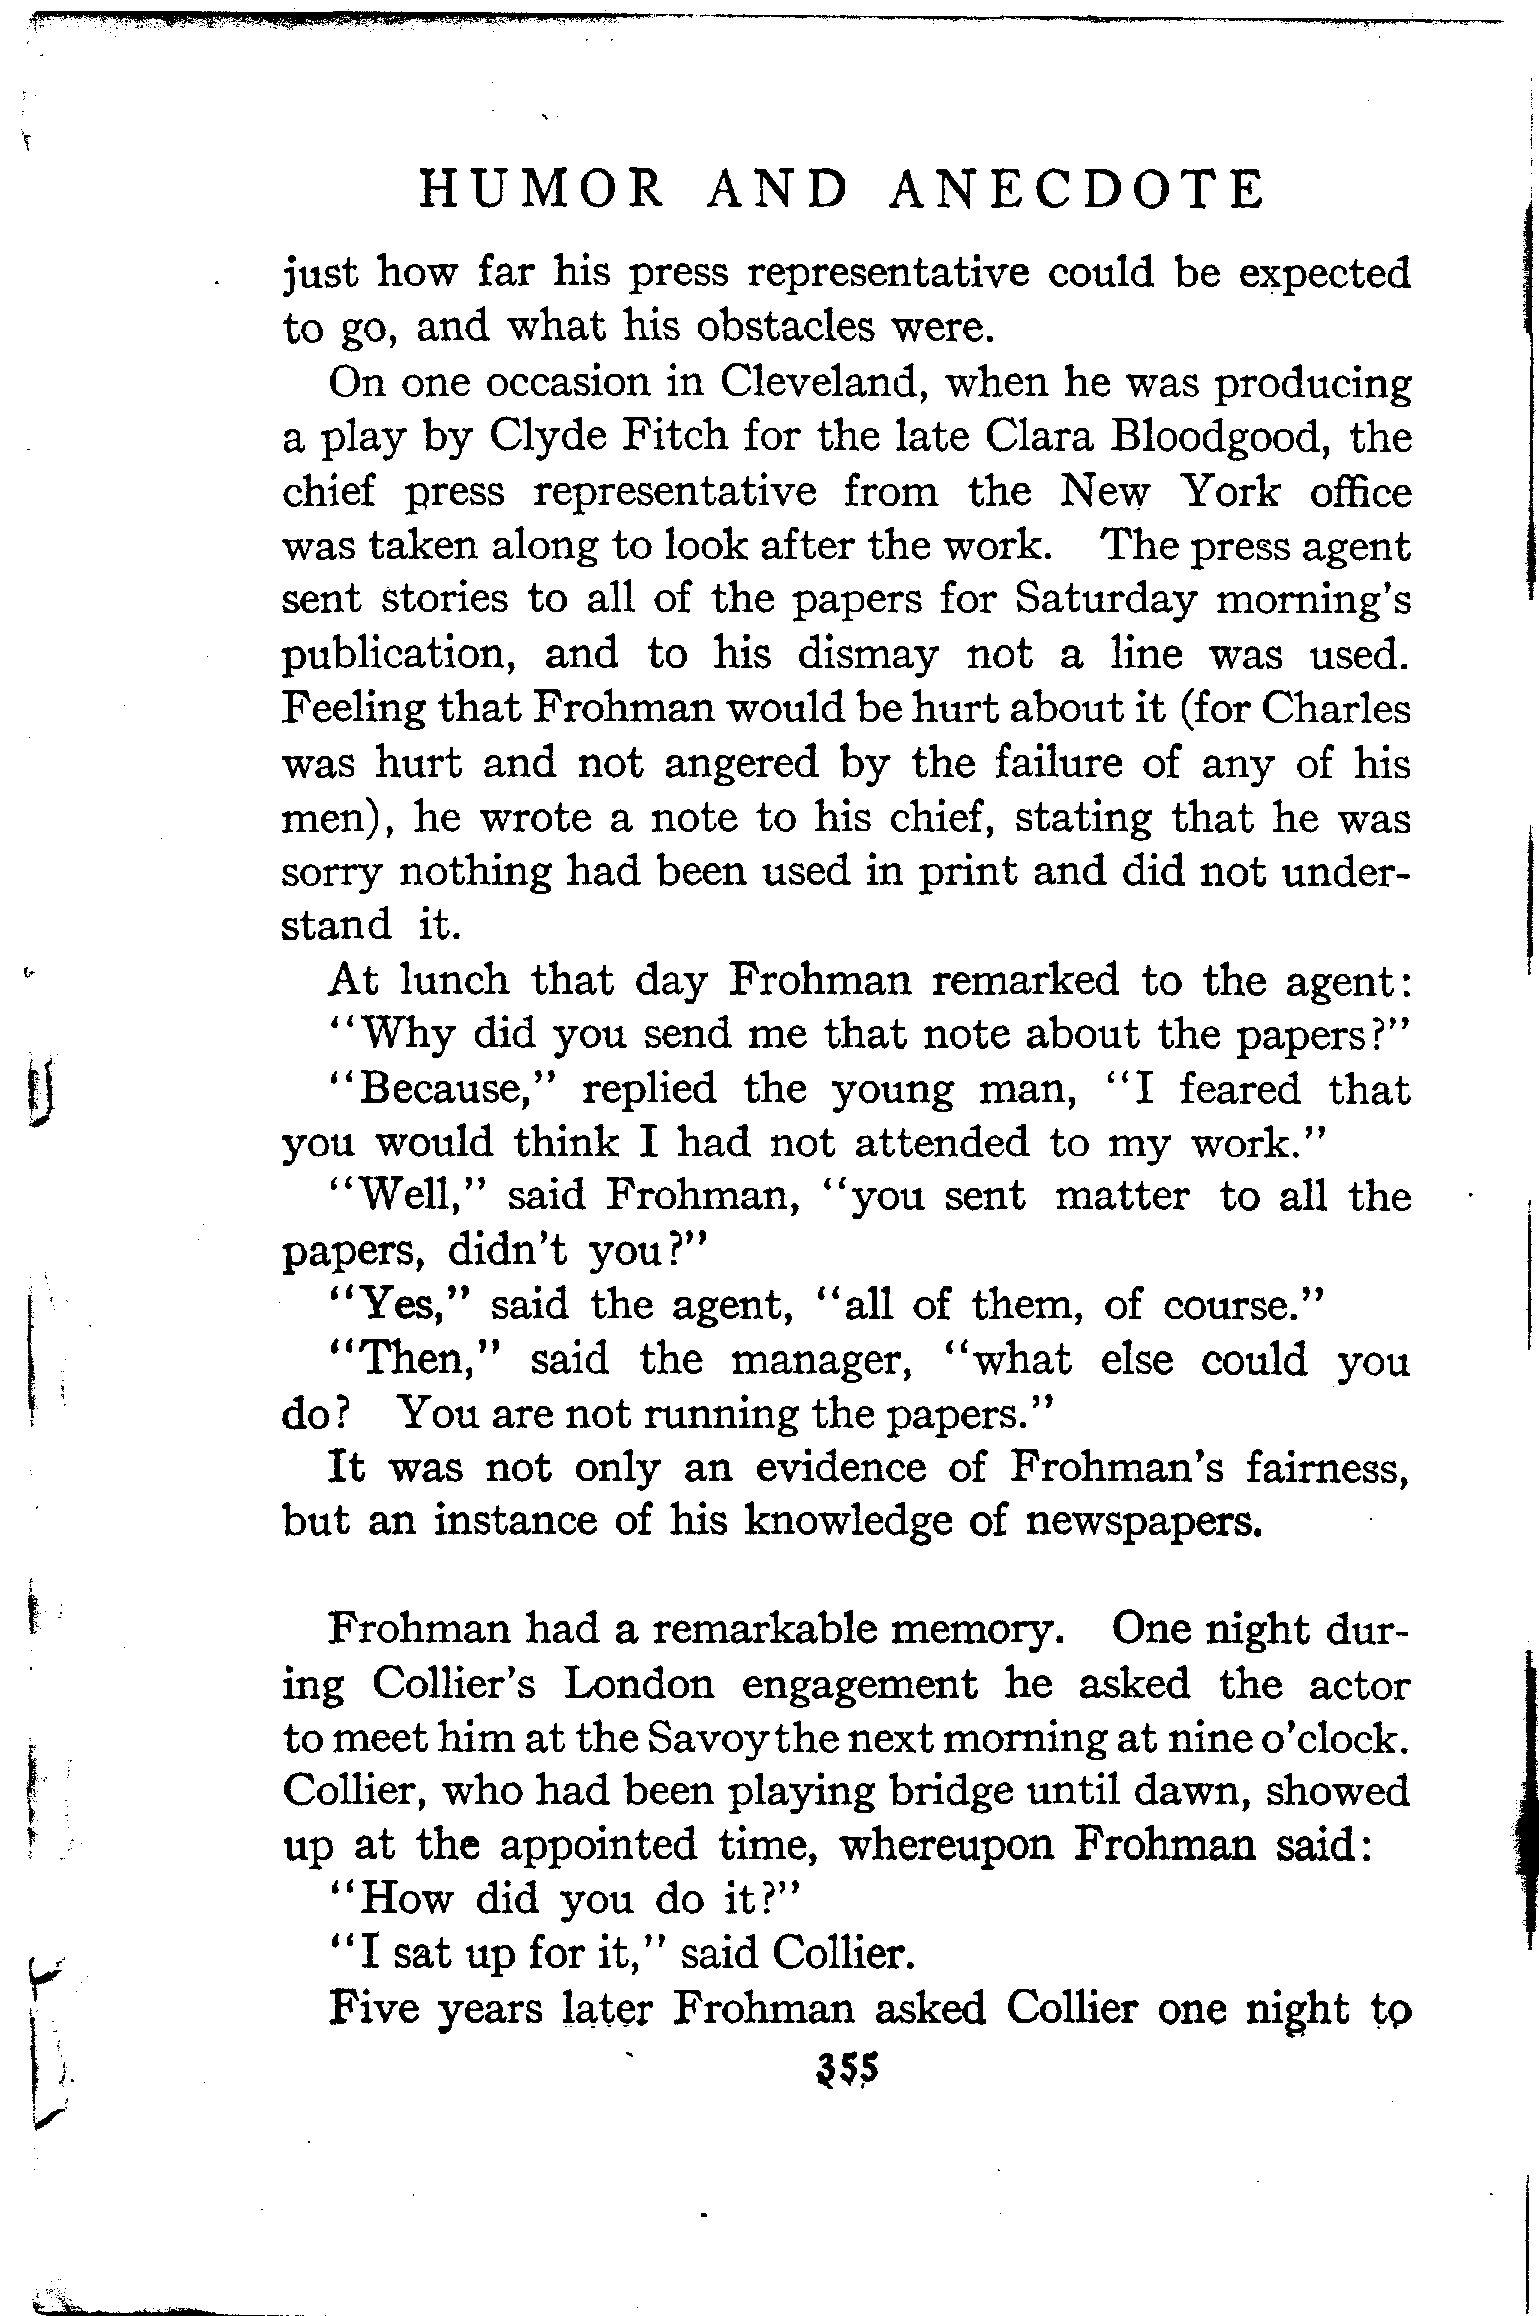 HUMOR AND ANECDOTE
just how far his press representative could be expected
to go, and what his obstacles were.
On one occasion in Cleveland, when he was producing
a play by Clyde Fitch for the late Clara Bloodgood, the
chief press representative from the New York office
was taken along to look after the work. The press agent
sent stories to all of the papers for Saturday morning's
publication, and to his dismay not a line was used.
Feeling that Frohman would be hurt about it (for Charles
was hurt and not angered by the failure of any of his
men), he wrote a note to his chief, stating that he was
sorry nothing had been used in print and did not under-
stand it.
At lunch that day Frohman remarked to the agent:
"Why did you send me that note about the papers?"
"Because," replied the young man, "I feared that
you would think I had not attended to my work."
"Well," said Frohman, "you sent matter to all the
papers, didn't you?"
"Yes," said the agent, "all of them, of course."
"Then," said the manager, "what else could you
do? You are not running the papers."
It was not only an evidence of Frohman's fairness,
but an instance of his knowledge of newspapers.
Frohman had a remarkable memory. One night dur-
ing Collier's London engagement he asked the actor
to meet him at the Savoy the next morning at nine o'clock.
Collier, who had been playing bridge until dawn, showed
up at the appointed time, whereupon Frohman said:
"How did you do it?"
"I sat up for it," said Collier.
Five years later Frohman asked Collier one night to
355